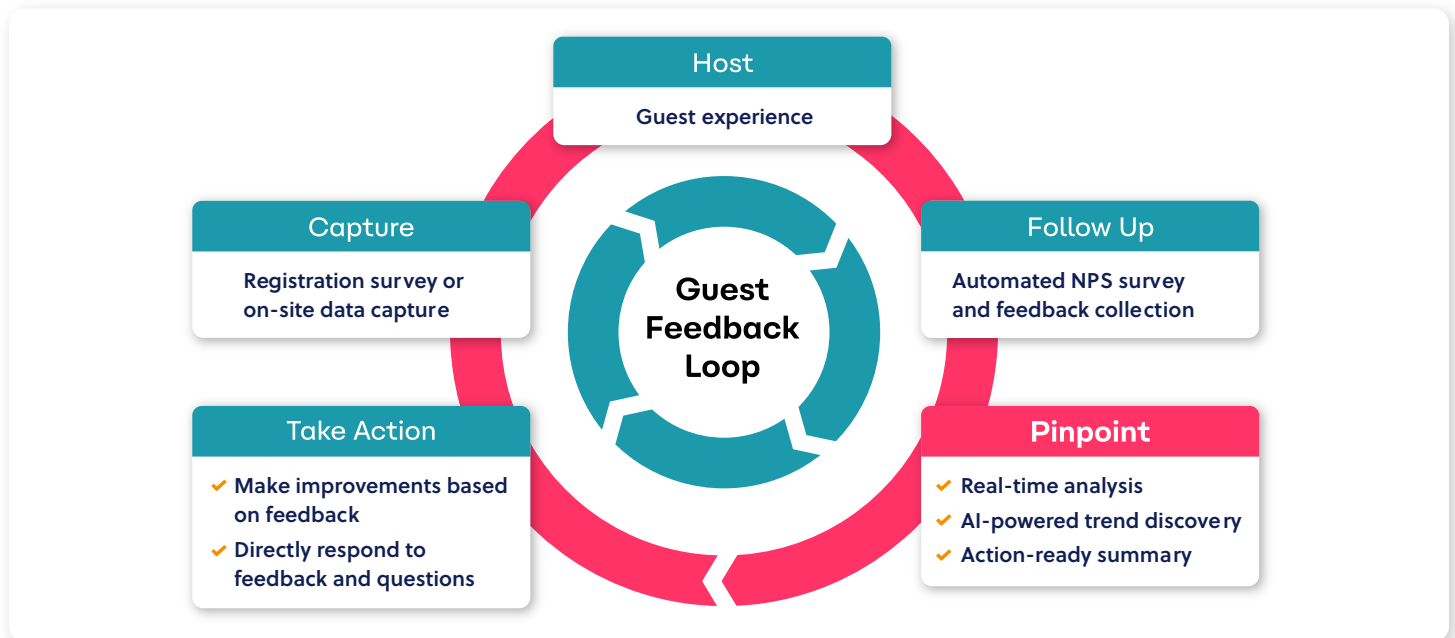 Host
Guest experience
Capture
Registration survey or
on-site data capture
Follow Up
Automated NPS survey
and feedback collection
Guest
Feedback
Loop
Take Action
Make improvements based
on feedback
Directly respond to
feedback and questions
Pinpoint
Real-time analysis
AI-powered trend discovery
Action-ready summary